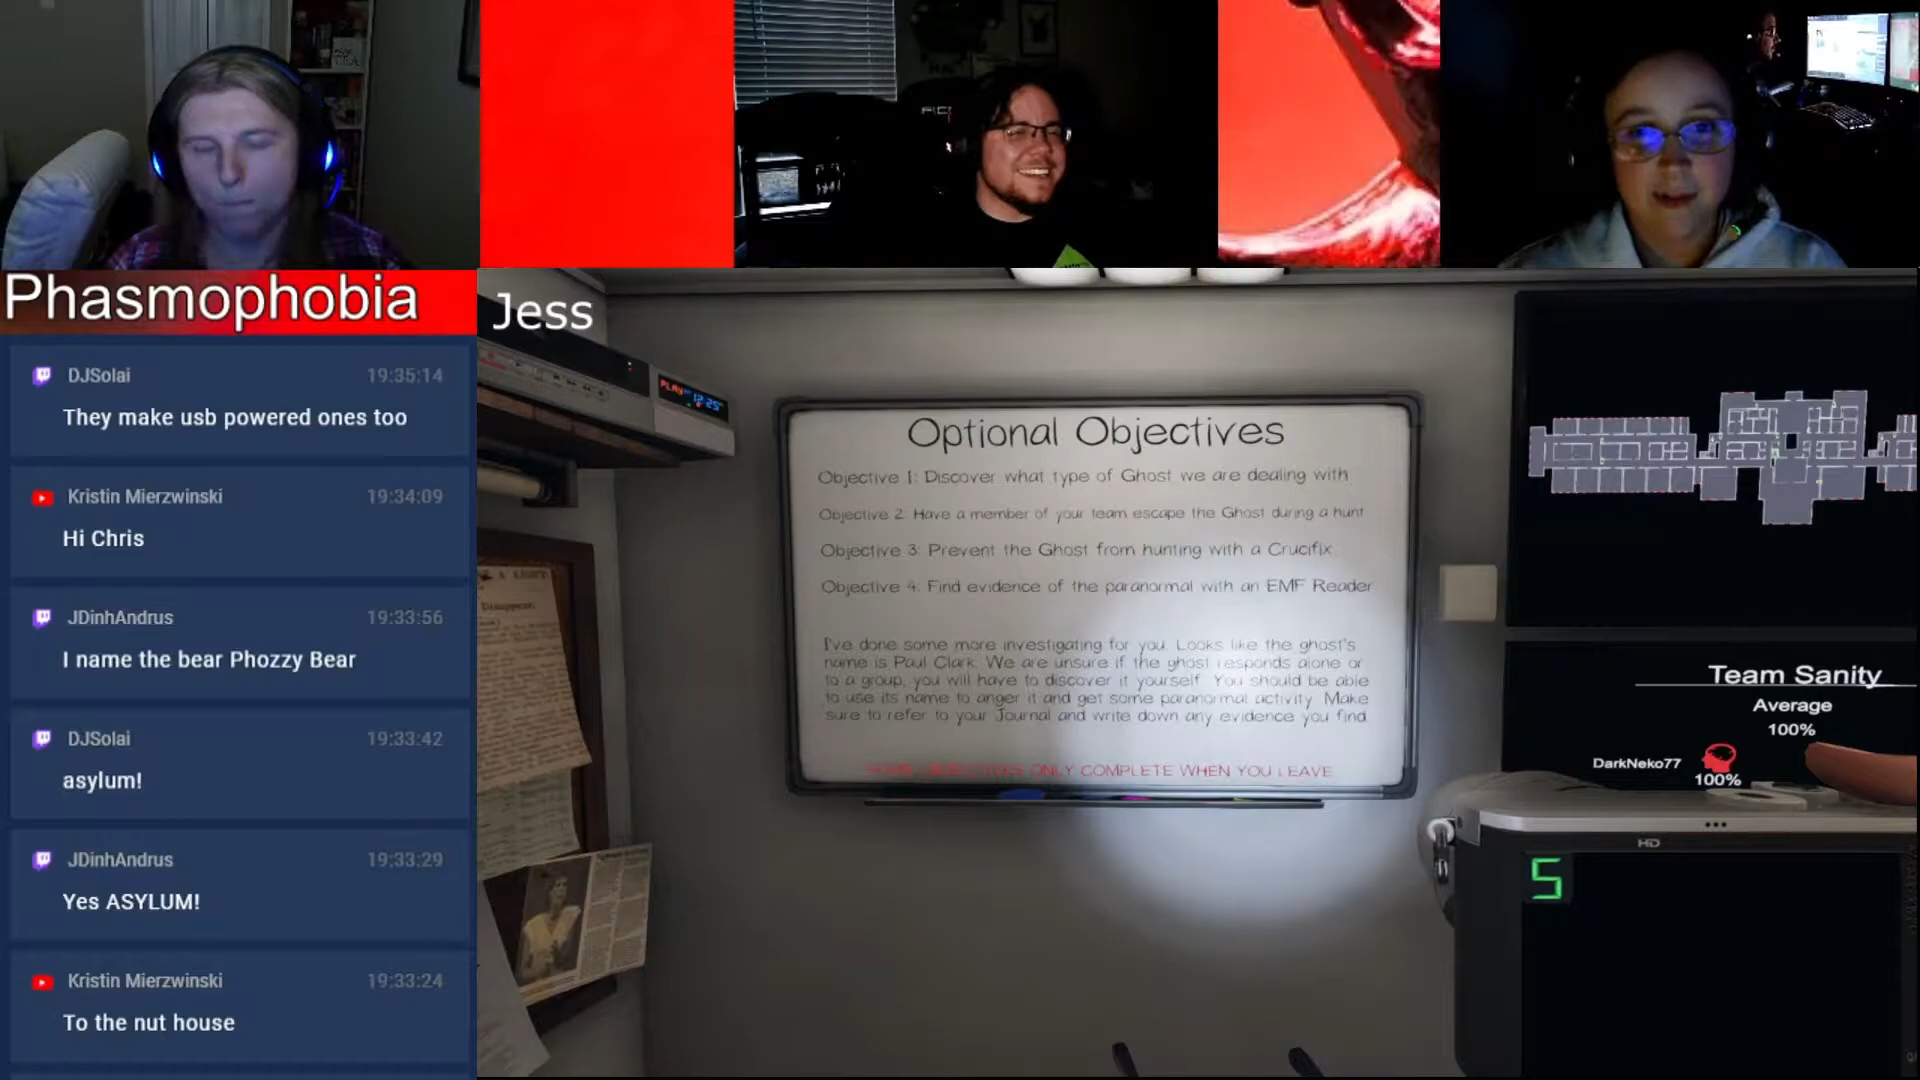 Phasmophobia
DJSolai 19:35:14
They make usb powered ones too
Kristin Mierzwinski 19:34:09
Hi Chris
JDinhAndrus 19:33:56
I name the bear Phozzy Bear
DJSolai 19:33:42
asylum!
JDinhAndrus 19:33:29
Yes ASYLUM!
Kristin Mierzwinski 19:33:24
To the nut house
Jess
PLAY 12:25
Optional Objectives
Objective 1: Discover what type of Ghost we are dealing with
Objective 2: Have a member of your team escape the Ghost during a hunt
Objective 3: Prevent the Ghost from hunting with a Crucifix
Objective 4: Find evidence of the paranormal with an EMF Reader
I've done some more investigating for you. Looks like the ghost's
name is Paul Clark. We are unsure if the ghost responds alone or
to a group, you will have to discover it yourself. You should be able
to use its name to anger it and get some paranormal activity. Make
sure to refer to your Journal and write down any evidence you find.
SOME OBJECTIVES ONLY COMPLETE WHEN YOU LEAVE
Team Sanity
Average
100%
DarkNeko77
100%
HD
5